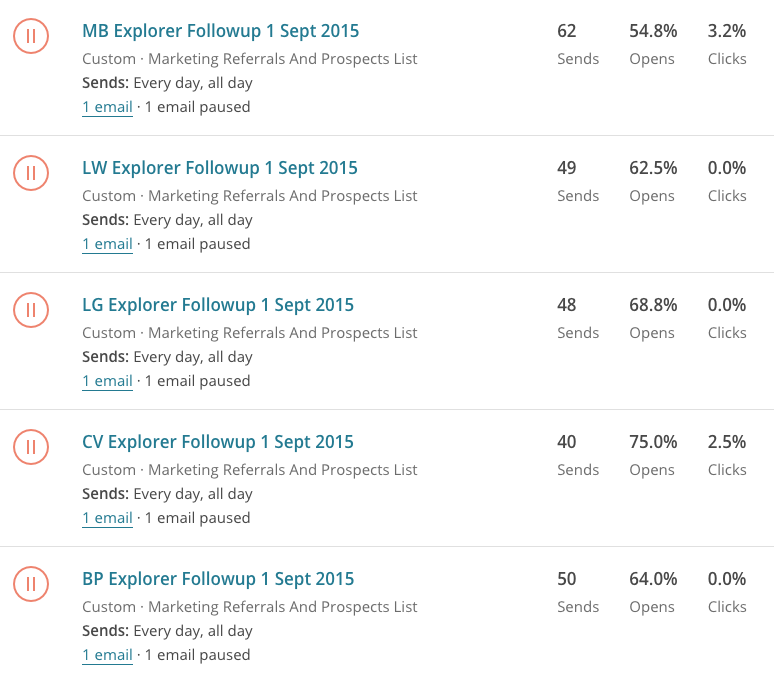 MB Explorer Followup 1 Sept 2015 62 54.8% 3.2%
Custom · Marketing Referrals And Prospects List Sends Opens Clicks
Sends: Every day, all day
1 email · 1 email paused
LW Explorer Followup 1 Sept 2015 49 62.5% 0.0%
Custom · Marketing Referrals And Prospects List Sends Opens Clicks
Sends: Every day, all day
1 email · 1 email paused
LG Explorer Followup 1 Sept 2015 48 68.8% 0.0%
Custom · Marketing Referrals And Prospects List Sends Opens Clicks
Sends: Every day, all day
1 email · 1 email paused
CV Explorer Followup 1 Sept 2015 40 75.0% 2.5%
Custom · Marketing Referrals And Prospects List Sends Opens Clicks
Sends: Every day, all day
1 email · 1 email paused
BP Explorer Followup 1 Sept 2015 50 64.0% 0.0%
Custom · Marketing Referrals And Prospects List Sends Opens Clicks
Sends: Every day, all day
1 email · 1 email paused